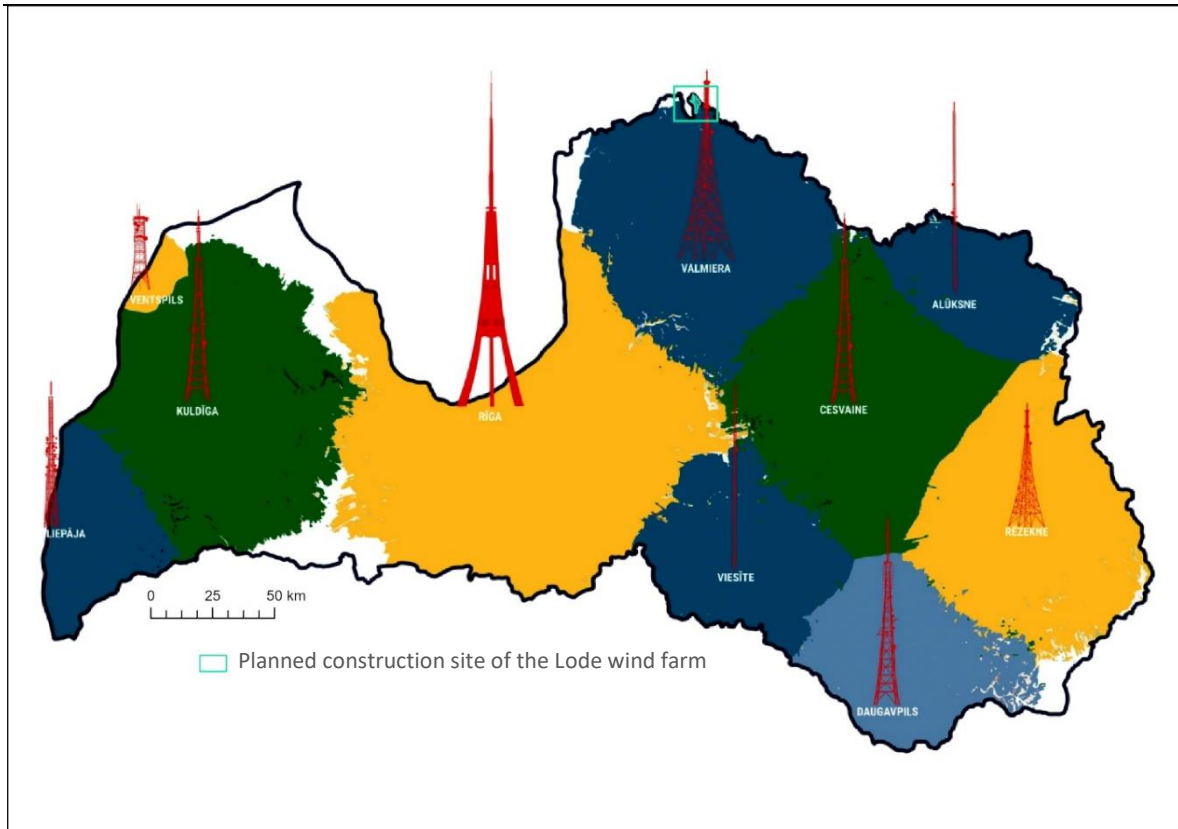 VALMIERA
VENTSPILS
ALŪKSNE
KULDĪGA
RĪGA
CESVAINE
LIEPĀJA
RĒZEKNE
VIESĪTE
0 25 50 km
Planned construction site of the Lode wind farm
DAUGAVPILS